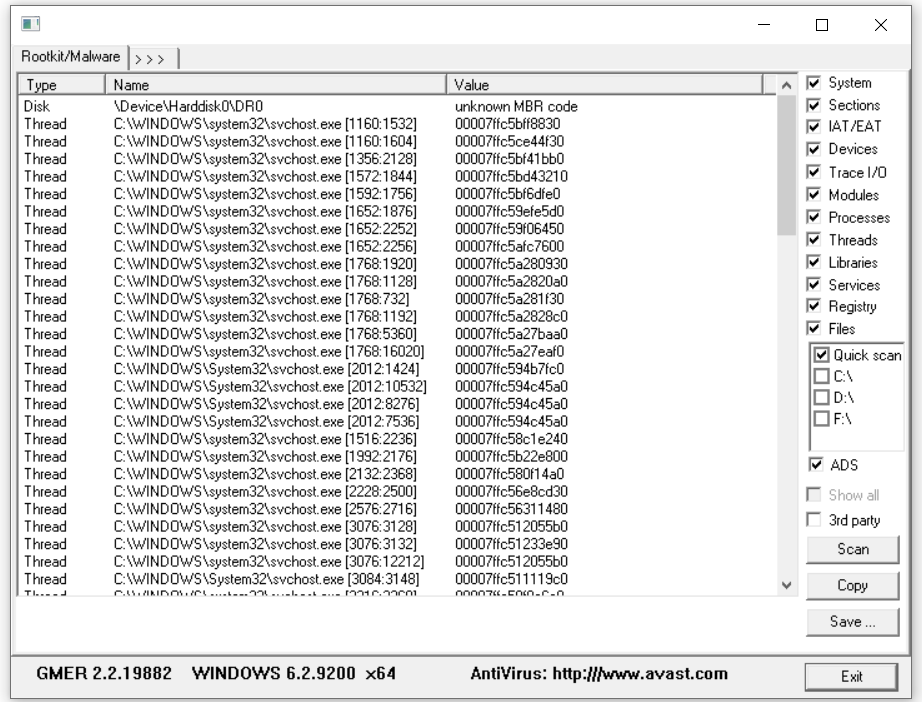 Rootkit/Malware > > >
Type Name Value
Disk \Device\Harddisk0\DR0 unknown MBR code
Thread C:\WINDOWS\system32\svchost.exe [1160:1532] 00007ffc5bff8830
Thread C:\WINDOWS\system32\svchost.exe [1160:1604] 00007ffc5ce44f30
Thread C:\WINDOWS\system32\svchost.exe [1356:2128] 00007ffc5bf41bb0
Thread C:\WINDOWS\system32\svchost.exe [1572:1844] 00007ffc5bd43210
Thread C:\WINDOWS\system32\svchost.exe [1592:1756] 00007ffc5bf6dfe0
Thread C:\WINDOWS\system32\svchost.exe [1652:1876] 00007ffc59efe5d0
Thread C:\WINDOWS\system32\svchost.exe [1652:2252] 00007ffc59f06450
Thread C:\WINDOWS\system32\svchost.exe [1652:2256] 00007ffc5afc7600
Thread C:\WINDOWS\system32\svchost.exe [1768:1920] 00007ffc5a280930
Thread C:\WINDOWS\system32\svchost.exe [1768:1128] 00007ffc5a2820a0
Thread C:\WINDOWS\system32\svchost.exe [1768:732] 00007ffc5a281f30
Thread C:\WINDOWS\system32\svchost.exe [1768:1192] 00007ffc5a2828c0
Thread C:\WINDOWS\system32\svchost.exe [1768:5360] 00007ffc5a27baa0
Thread C:\WINDOWS\system32\svchost.exe [1768:16020] 00007ffc5a27eaf0
Thread C:\WINDOWS\System32\svchost.exe [2012:1424] 00007ffc594b7fc0
Thread C:\WINDOWS\System32\svchost.exe [2012:10532] 00007ffc594c45a0
Thread C:\WINDOWS\System32\svchost.exe [2012:8276] 00007ffc594c45a0
Thread C:\WINDOWS\System32\svchost.exe [2012:7536] 00007ffc594c45a0
Thread C:\WINDOWS\system32\svchost.exe [1516:2236] 00007ffc58c1e240
Thread C:\WINDOWS\system32\svchost.exe [1992:2176] 00007ffc5b22e800
Thread C:\WINDOWS\system32\svchost.exe [2132:2368] 00007ffc580f14a0
Thread C:\WINDOWS\system32\svchost.exe [2228:2500] 00007ffc56e8cd30
Thread C:\WINDOWS\system32\svchost.exe [2576:2716] 00007ffc56311480
Thread C:\WINDOWS\system32\svchost.exe [3076:3128] 00007ffc512055b0
Thread C:\WINDOWS\system32\svchost.exe [3076:3132] 00007ffc51233e90
Thread C:\WINDOWS\system32\svchost.exe [3076:12212] 00007ffc512055b0
Thread C:\WINDOWS\System32\svchost.exe [3084:3148] 00007ffc511119c0
System
Sections
IAT/EAT
Devices
Trace I/O
Modules
Processes
Threads
Libraries
Services
Registry
Files
Quick scan
C:\
D:\
F:\
ADS
Show all
3rd party
Scan
Copy
Save ...
GMER 2.2.19882 WINDOWS 6.2.9200 x64 AntiVirus: http:///www.avast.com Exit